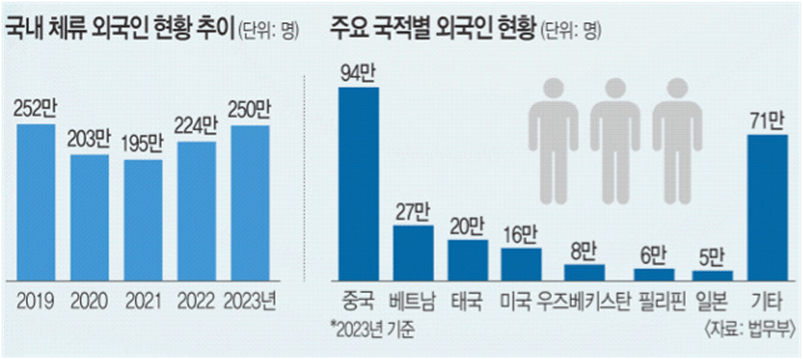 국내 체류 외국인 현황 추이(단위: 명)
252만
203만
195만
224만
250만
2019
2020
2021
2022
2023년
주요 국적별 외국인 현황(단위: 명)
94만
27만
20만
16만
8만
6만
5만
71만
중국
베트남
태국
미국
우즈베키스탄
필리핀
일본
기타
*2023년 기준
〈자료: 법무부〉